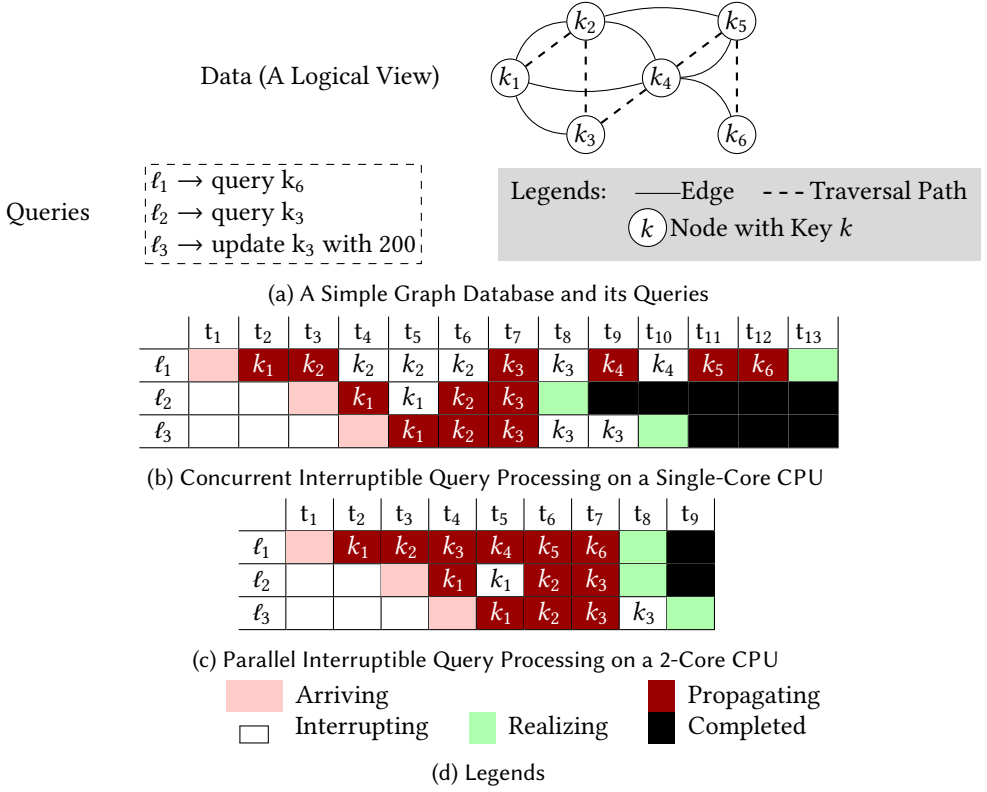 k2 k5
Data (A Logical View) k1 k4
k3 k6
Queries
ℓ1 → query k6
ℓ2 → query k3
ℓ3 → update k3 with 200
Legends: Edge Traversal Path
k Node with Key k
(a) A Simple Graph Database and its Queries
t1 t2 t3 t4 t5 t6 t7 t8 t9 t10 t11 t12 t13
ℓ1 k1 k2 k2 k2 k2 k3 k3 k4 k4 k5 k6
ℓ2 k1 k1 k2 k3
ℓ3 k1 k2 k3 k3 k3
(b) Concurrent Interruptible Query Processing on a Single-Core CPU
t1 t2 t3 t4 t5 t6 t7 t8 t9
ℓ1 k1 k2 k3 k4 k5 k6
ℓ2 k1 k1 k2 k3
ℓ3 k1 k2 k3 k3
(c) Parallel Interruptible Query Processing on a 2-Core CPU
Arriving Propagating
Interrupting Realizing Completed
(d) Legends